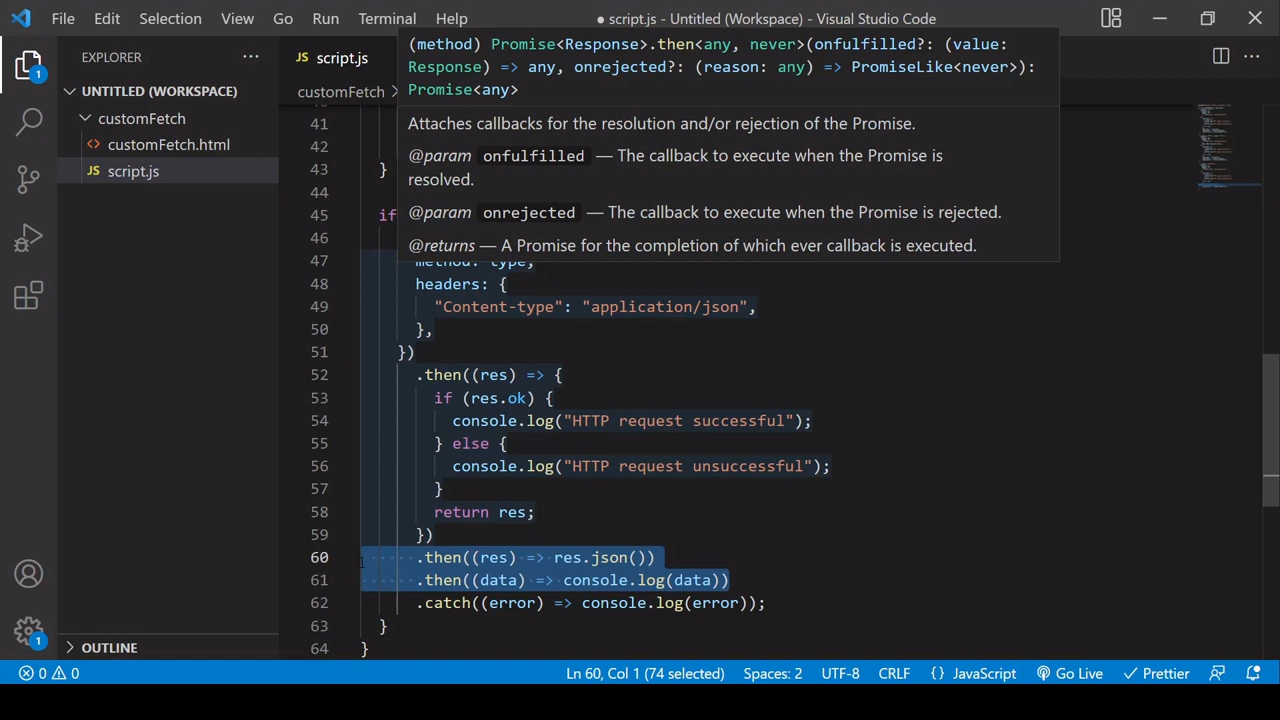 File Edit Selection View Go Run Terminal Help
● script.js - Untitled (Workspace) - Visual Studio Code
EXPLORER ···
1
UNTITLED (WORKSPACE)
customFetch
<> customFetch.html
JS script.js
OUTLINE
1
JS script.js
customFetch >
(method) Promise<Response>.then<any, never>(onfulfilled?: (value:
Response) => any, onrejected?: (reason: any) => PromiseLike<never>):
Promise<any>
Attaches callbacks for the resolution and/or rejection of the Promise.
@param onfulfilled — The callback to execute when the Promise is
resolved.
@param onrejected — The callback to execute when the Promise is rejected.
@returns — A Promise for the completion of which ever callback is executed.
41
42
43 }
44
45 if
46
47 method: type,
48 headers: {
49 "Content-type": "application/json",
50 },
51 })
52 .then((res) => {
53 if (res.ok) {
54 console.log("HTTP request successful");
55 } else {
56 console.log("HTTP request unsuccessful");
57 }
58 return res;
59 })
60 .then((res) => res.json())
61 .then((data) => console.log(data))
62 .catch((error) => console.log(error));
63 }
64 }
0 0 Ln 60, Col 1 (74 selected) Spaces: 2 UTF-8 CRLF {} JavaScript Go Live Prettier